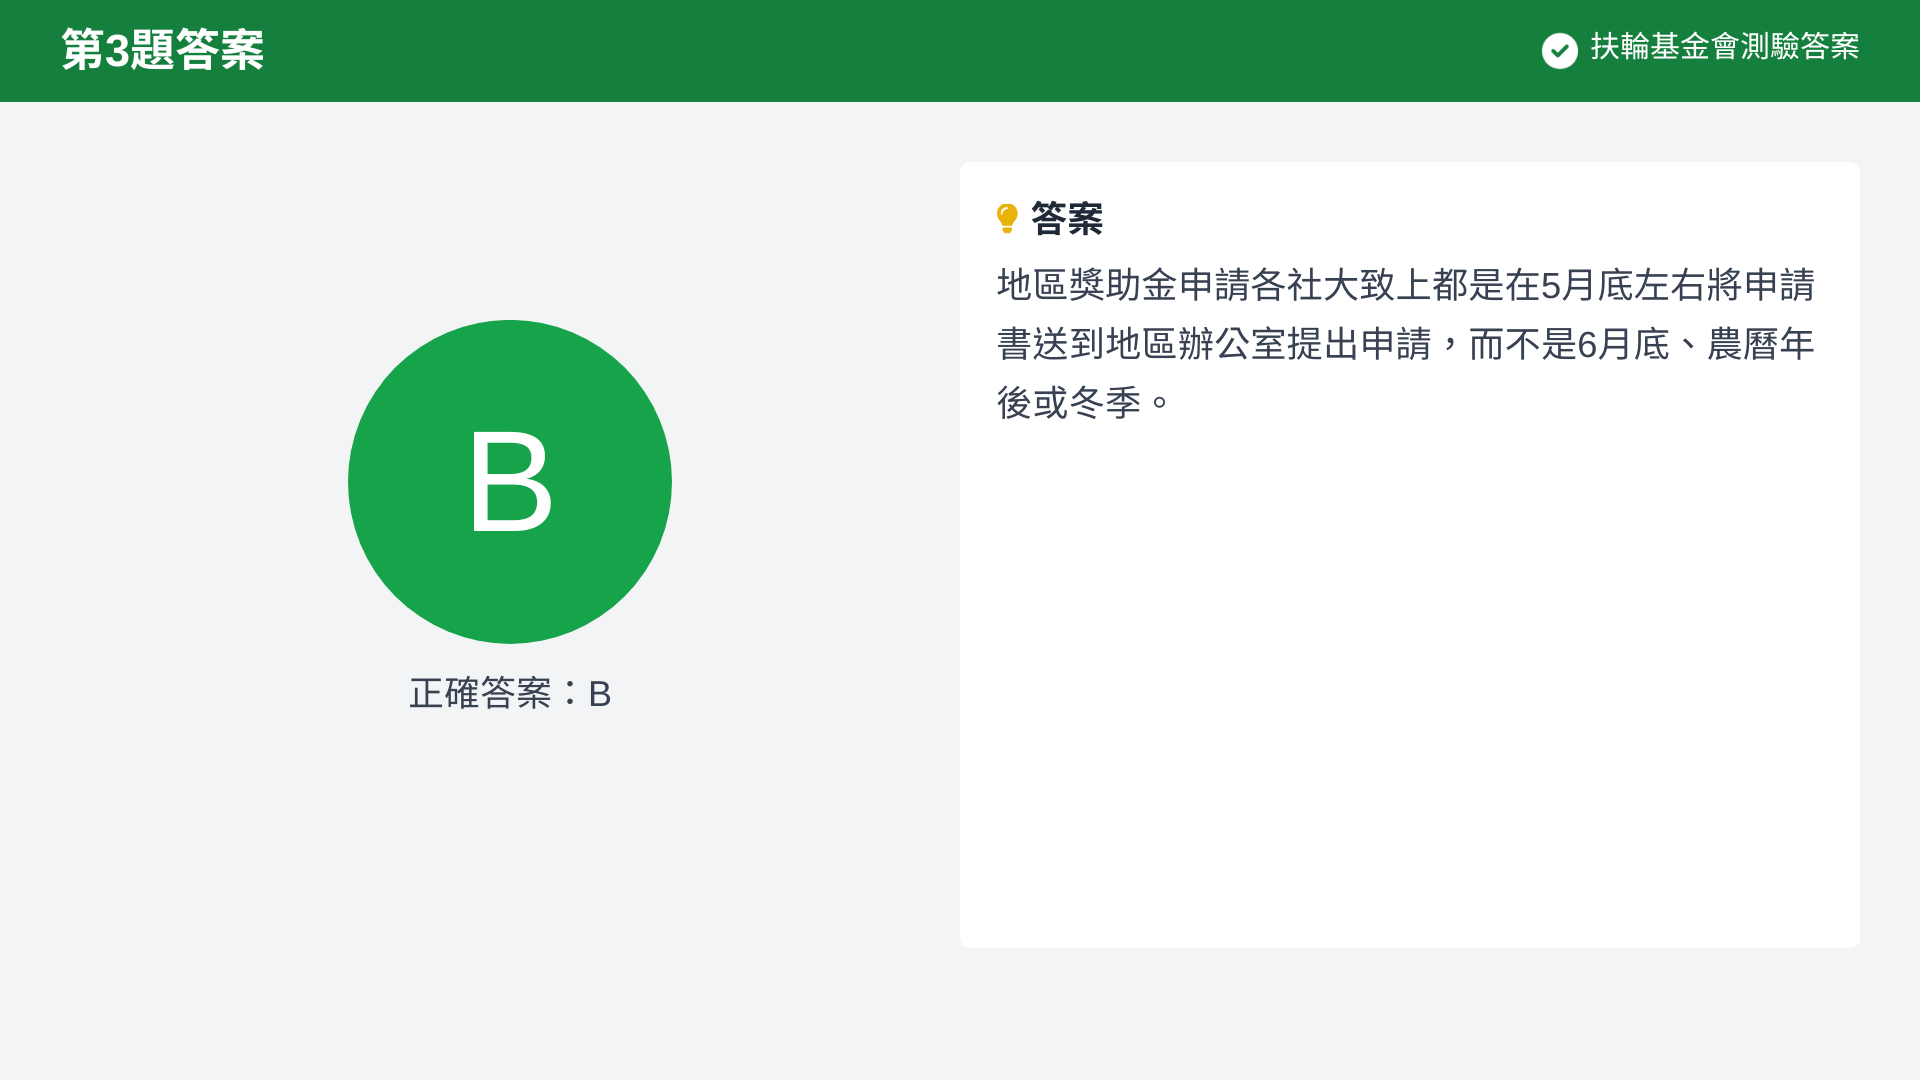 第3題答案
扶輪基金會測驗答案
B
正確答案：B
答案
地區獎助金申請各社大致上都是在5月底左右將申請
書送到地區辦公室提出申請，而不是6月底、農曆年
後或冬季。